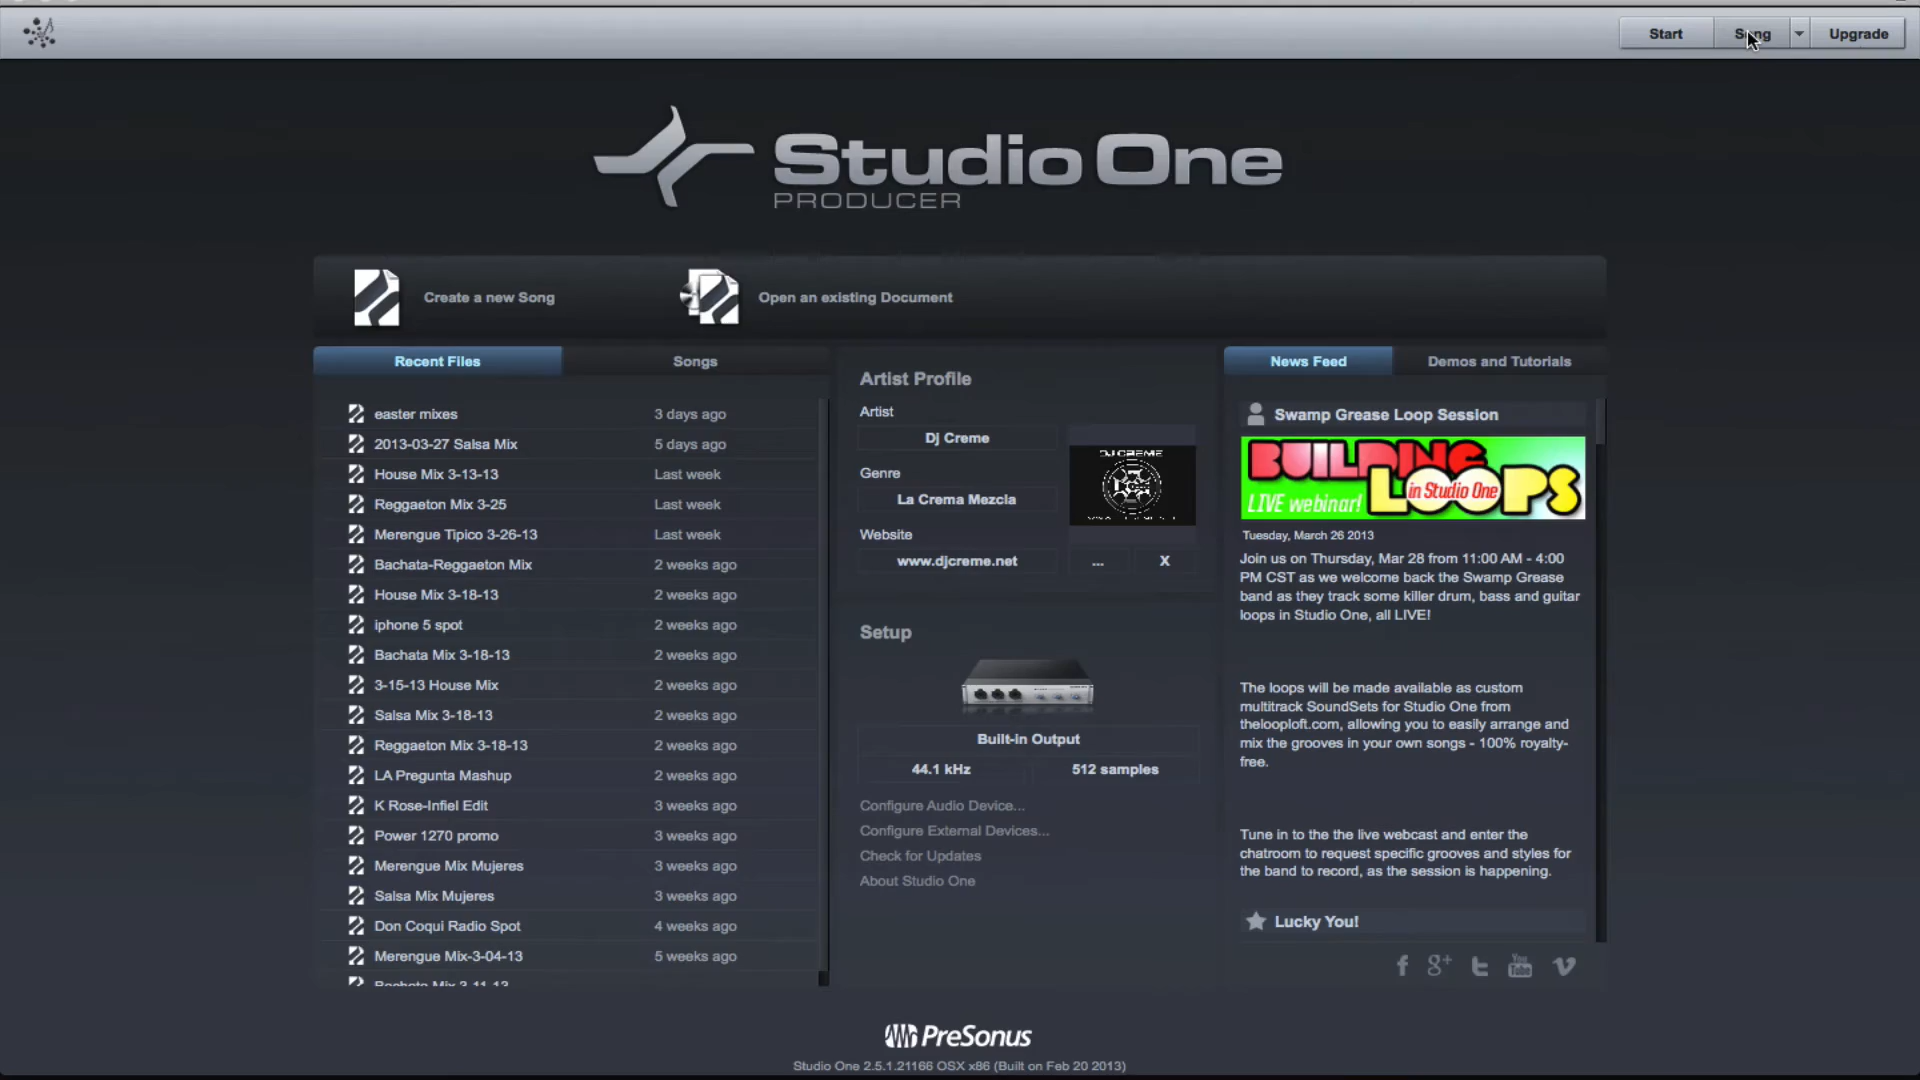 Start
Song
Upgrade
Studio One
PRODUCER
Create a new Song
Open an existing Document
Recent Files
Songs
easter mixes 3 days ago
2013-03-27 Salsa Mix 5 days ago
House Mix 3-13-13 Last week
Reggaeton Mix 3-25 Last week
Merengue Tipico 3-26-13 Last week
Bachata-Reggaeton Mix 2 weeks ago
House Mix 3-18-13 2 weeks ago
iphone 5 spot 2 weeks ago
Bachata Mix 3-18-13 2 weeks ago
3-15-13 House Mix 2 weeks ago
Salsa Mix 3-18-13 2 weeks ago
Reggaeton Mix 3-18-13 2 weeks ago
LA Pregunta Mashup 2 weeks ago
K Rose-Infiel Edit 3 weeks ago
Power 1270 promo 3 weeks ago
Merengue Mix Mujeres 3 weeks ago
Salsa Mix Mujeres 3 weeks ago
Don Coqui Radio Spot 4 weeks ago
Merengue Mix-3-04-13 5 weeks ago
Bachata Mix 3-11-13
Artist Profile
Artist
Dj Creme
Genre
La Crema Mezcla
Website
www.djcreme.net
... X
DJ CREME
Setup
Built-in Output
44.1 kHz 512 samples
Configure Audio Device...
Configure External Devices...
Check for Updates
About Studio One
News Feed
Demos and Tutorials
Swamp Grease Loop Session
BUILDING
LOOPS
in Studio One
LIVE webinar!
Tuesday, March 26 2013
Join us on Thursday, Mar 28 from 11:00 AM - 4:00
PM CST as we welcome back the Swamp Grease
band as they track some killer drum, bass and guitar
loops in Studio One, all LIVE!
The loops will be made available as custom
multitrack SoundSets for Studio One from
thelooploft.com, allowing you to easily arrange and
mix the grooves in your own songs - 100% royalty-
free.
Tune in to the the live webcast and enter the
chatroom to request specific grooves and styles for
the band to record, as the session is happening.
Lucky You!
You
Tube
PreSonus
Studio One 2.5.1.21166 OSX x86 (Built on Feb 20 2013)